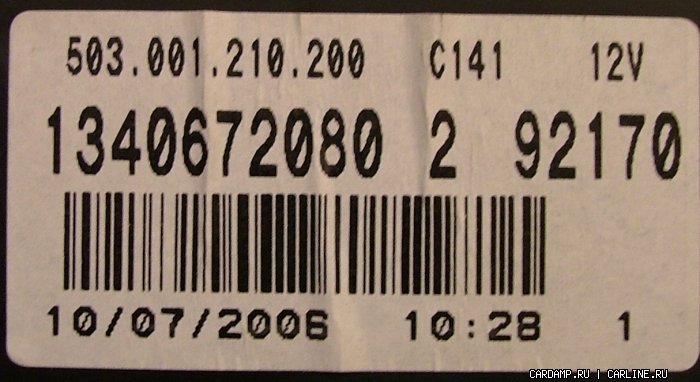 503.001.210.200 C141 12V
1340672080 2 92170
10/07/2006 10:28 1
CARDAMP.RU | CARLINE.RU